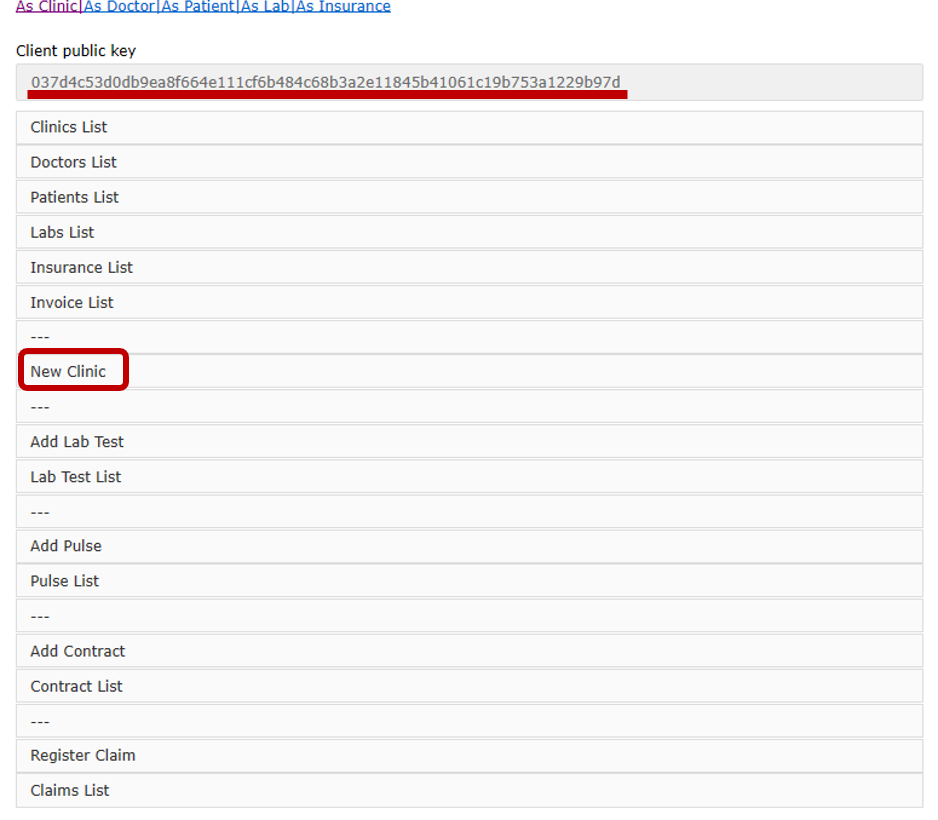 As Clinic|As Doctor|As Patient|As Lab|As Insurance
Client public key
037d4c53d0db9ea8f664e111cf6b484c68b3a2e11845b41061c19b753a1229b97d
Clinics List
Doctors List
Patients List
Labs List
Insurance List
Invoice List
---
New Clinic
---
Add Lab Test
Lab Test List
---
Add Pulse
Pulse List
---
Add Contract
Contract List
---
Register Claim
Claims List